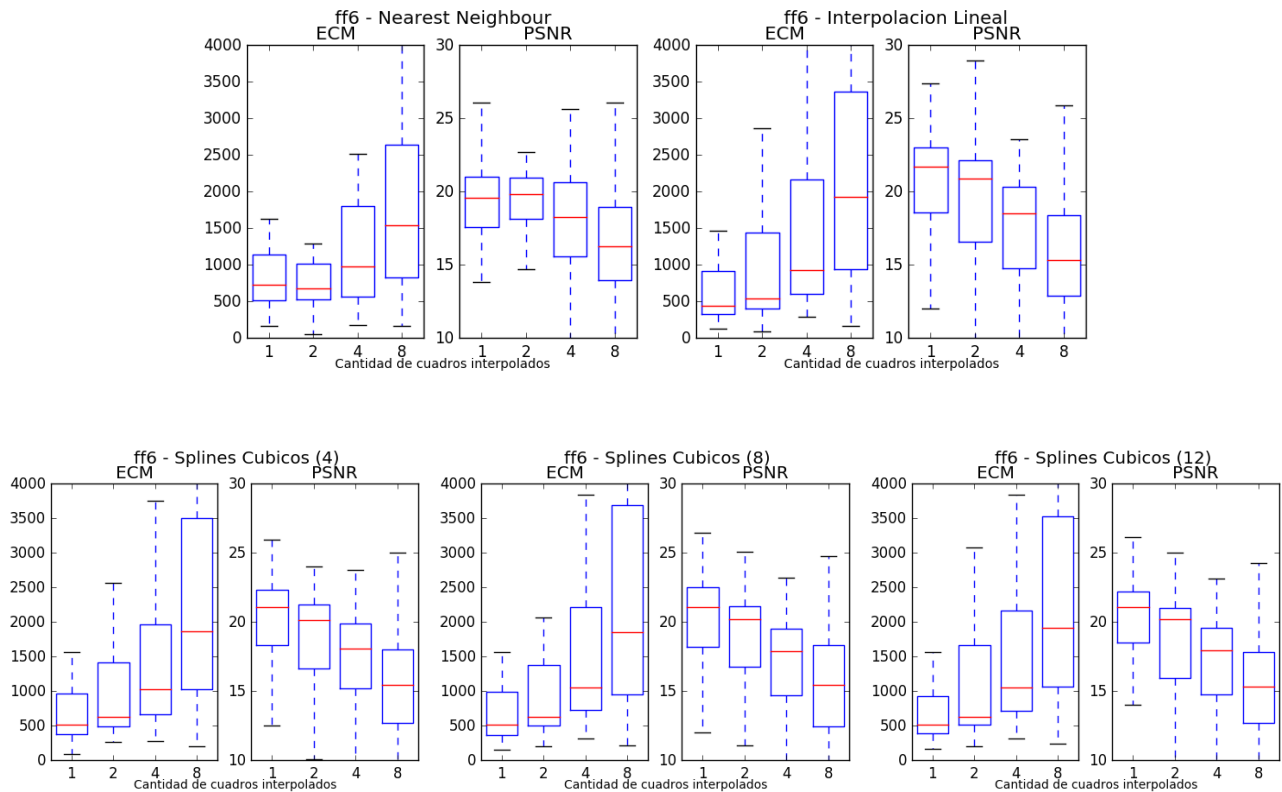 ff6 - Nearest Neighbour
ECM
PSNR
4000
3500
3000
2500
2000
1500
1000
500
0
30
25
20
15
10
1 2 4 8
1 2 4 8
Cantidad de cuadros interpolados
ff6 - Interpolacion Lineal
ECM
PSNR
4000
3500
3000
2500
2000
1500
1000
500
0
30
25
20
15
10
1 2 4 8
1 2 4 8
Cantidad de cuadros interpolados
ff6 - Splines Cubicos (4)
ECM
PSNR
4000
3500
3000
2500
2000
1500
1000
500
0
30
25
20
15
10
1 2 4 8
1 2 4 8
Cantidad de cuadros interpolados
ff6 - Splines Cubicos (8)
ECM
PSNR
4000
3500
3000
2500
2000
1500
1000
500
0
30
25
20
15
10
1 2 4 8
1 2 4 8
Cantidad de cuadros interpolados
ff6 - Splines Cubicos (12)
ECM
PSNR
4000
3500
3000
2500
2000
1500
1000
500
0
30
25
20
15
10
1 2 4 8
1 2 4 8
Cantidad de cuadros interpolados